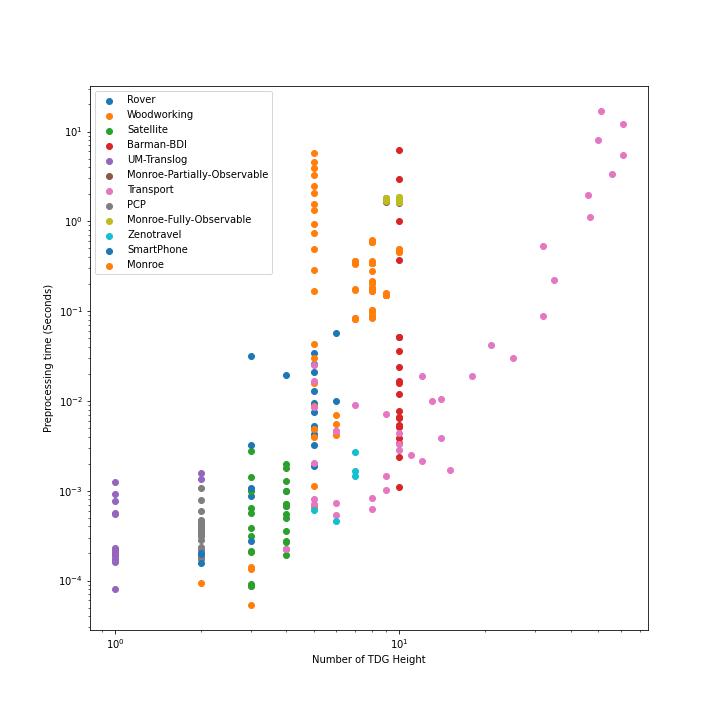 Rover
Woodworking
Satellite
Barman-BDI
UM-Translog
Monroe-Partially-Observable
Transport
PCP
Monroe-Fully-Observable
Zenotravel
SmartPhone
Monroe
10¹
10⁰
10⁻¹
10⁻²
10⁻³
10⁻⁴
Preprocessing time (Seconds)
10⁰
10¹
Number of TDG Height